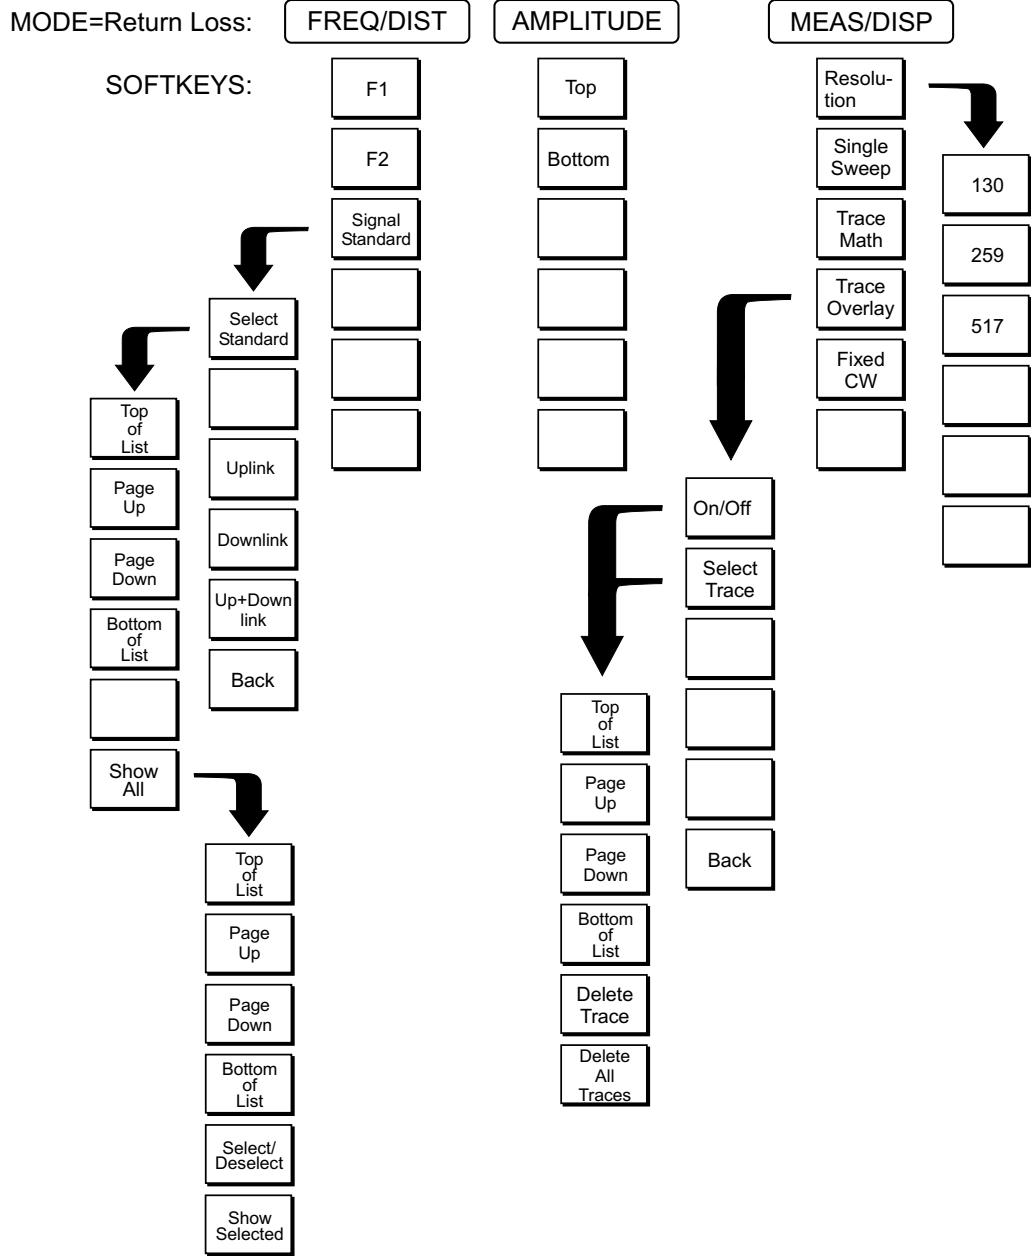 MODE=Return Loss:
FREQ/DIST
AMPLITUDE
MEAS/DISP
SOFTKEYS:
F1
F2
Signal
Standard
Select
Standard
Uplink
Downlink
Up+Down
link
Back
Top
of
List
Page
Up
Page
Down
Bottom
of
List
Show
All
Top
of
List
Page
Up
Page
Down
Bottom
of
List
Select/
Deselect
Show
Selected
Top
Bottom
Resolu-
tion
Single
Sweep
Trace
Math
Trace
Overlay
Fixed
CW
130
259
517
On/Off
Select
Trace
Back
Top
of
List
Page
Up
Page
Down
Bottom
of
List
Delete
Trace
Delete
All
Traces